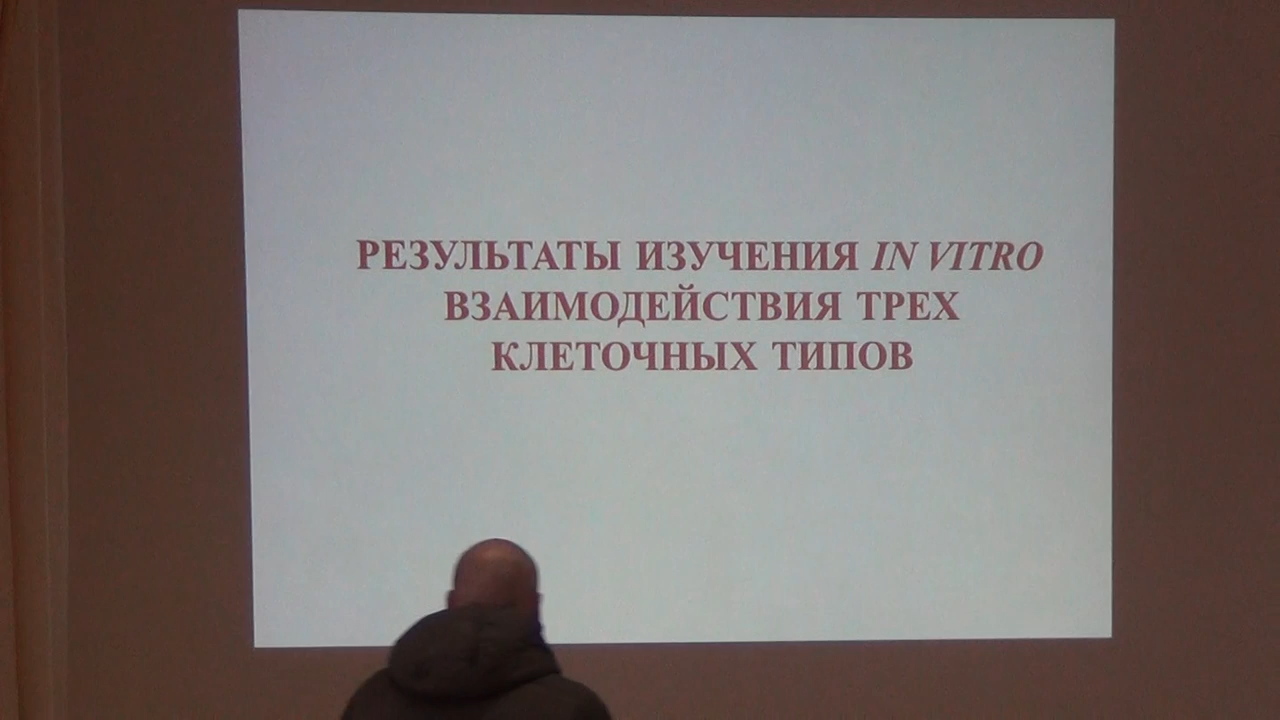 РЕЗУЛЬТАТЫ ИЗУЧЕНИЯ IN VITRO
ВЗАИМОДЕЙСТВИЯ ТРЕХ
КЛЕТОЧНЫХ ТИПОВ